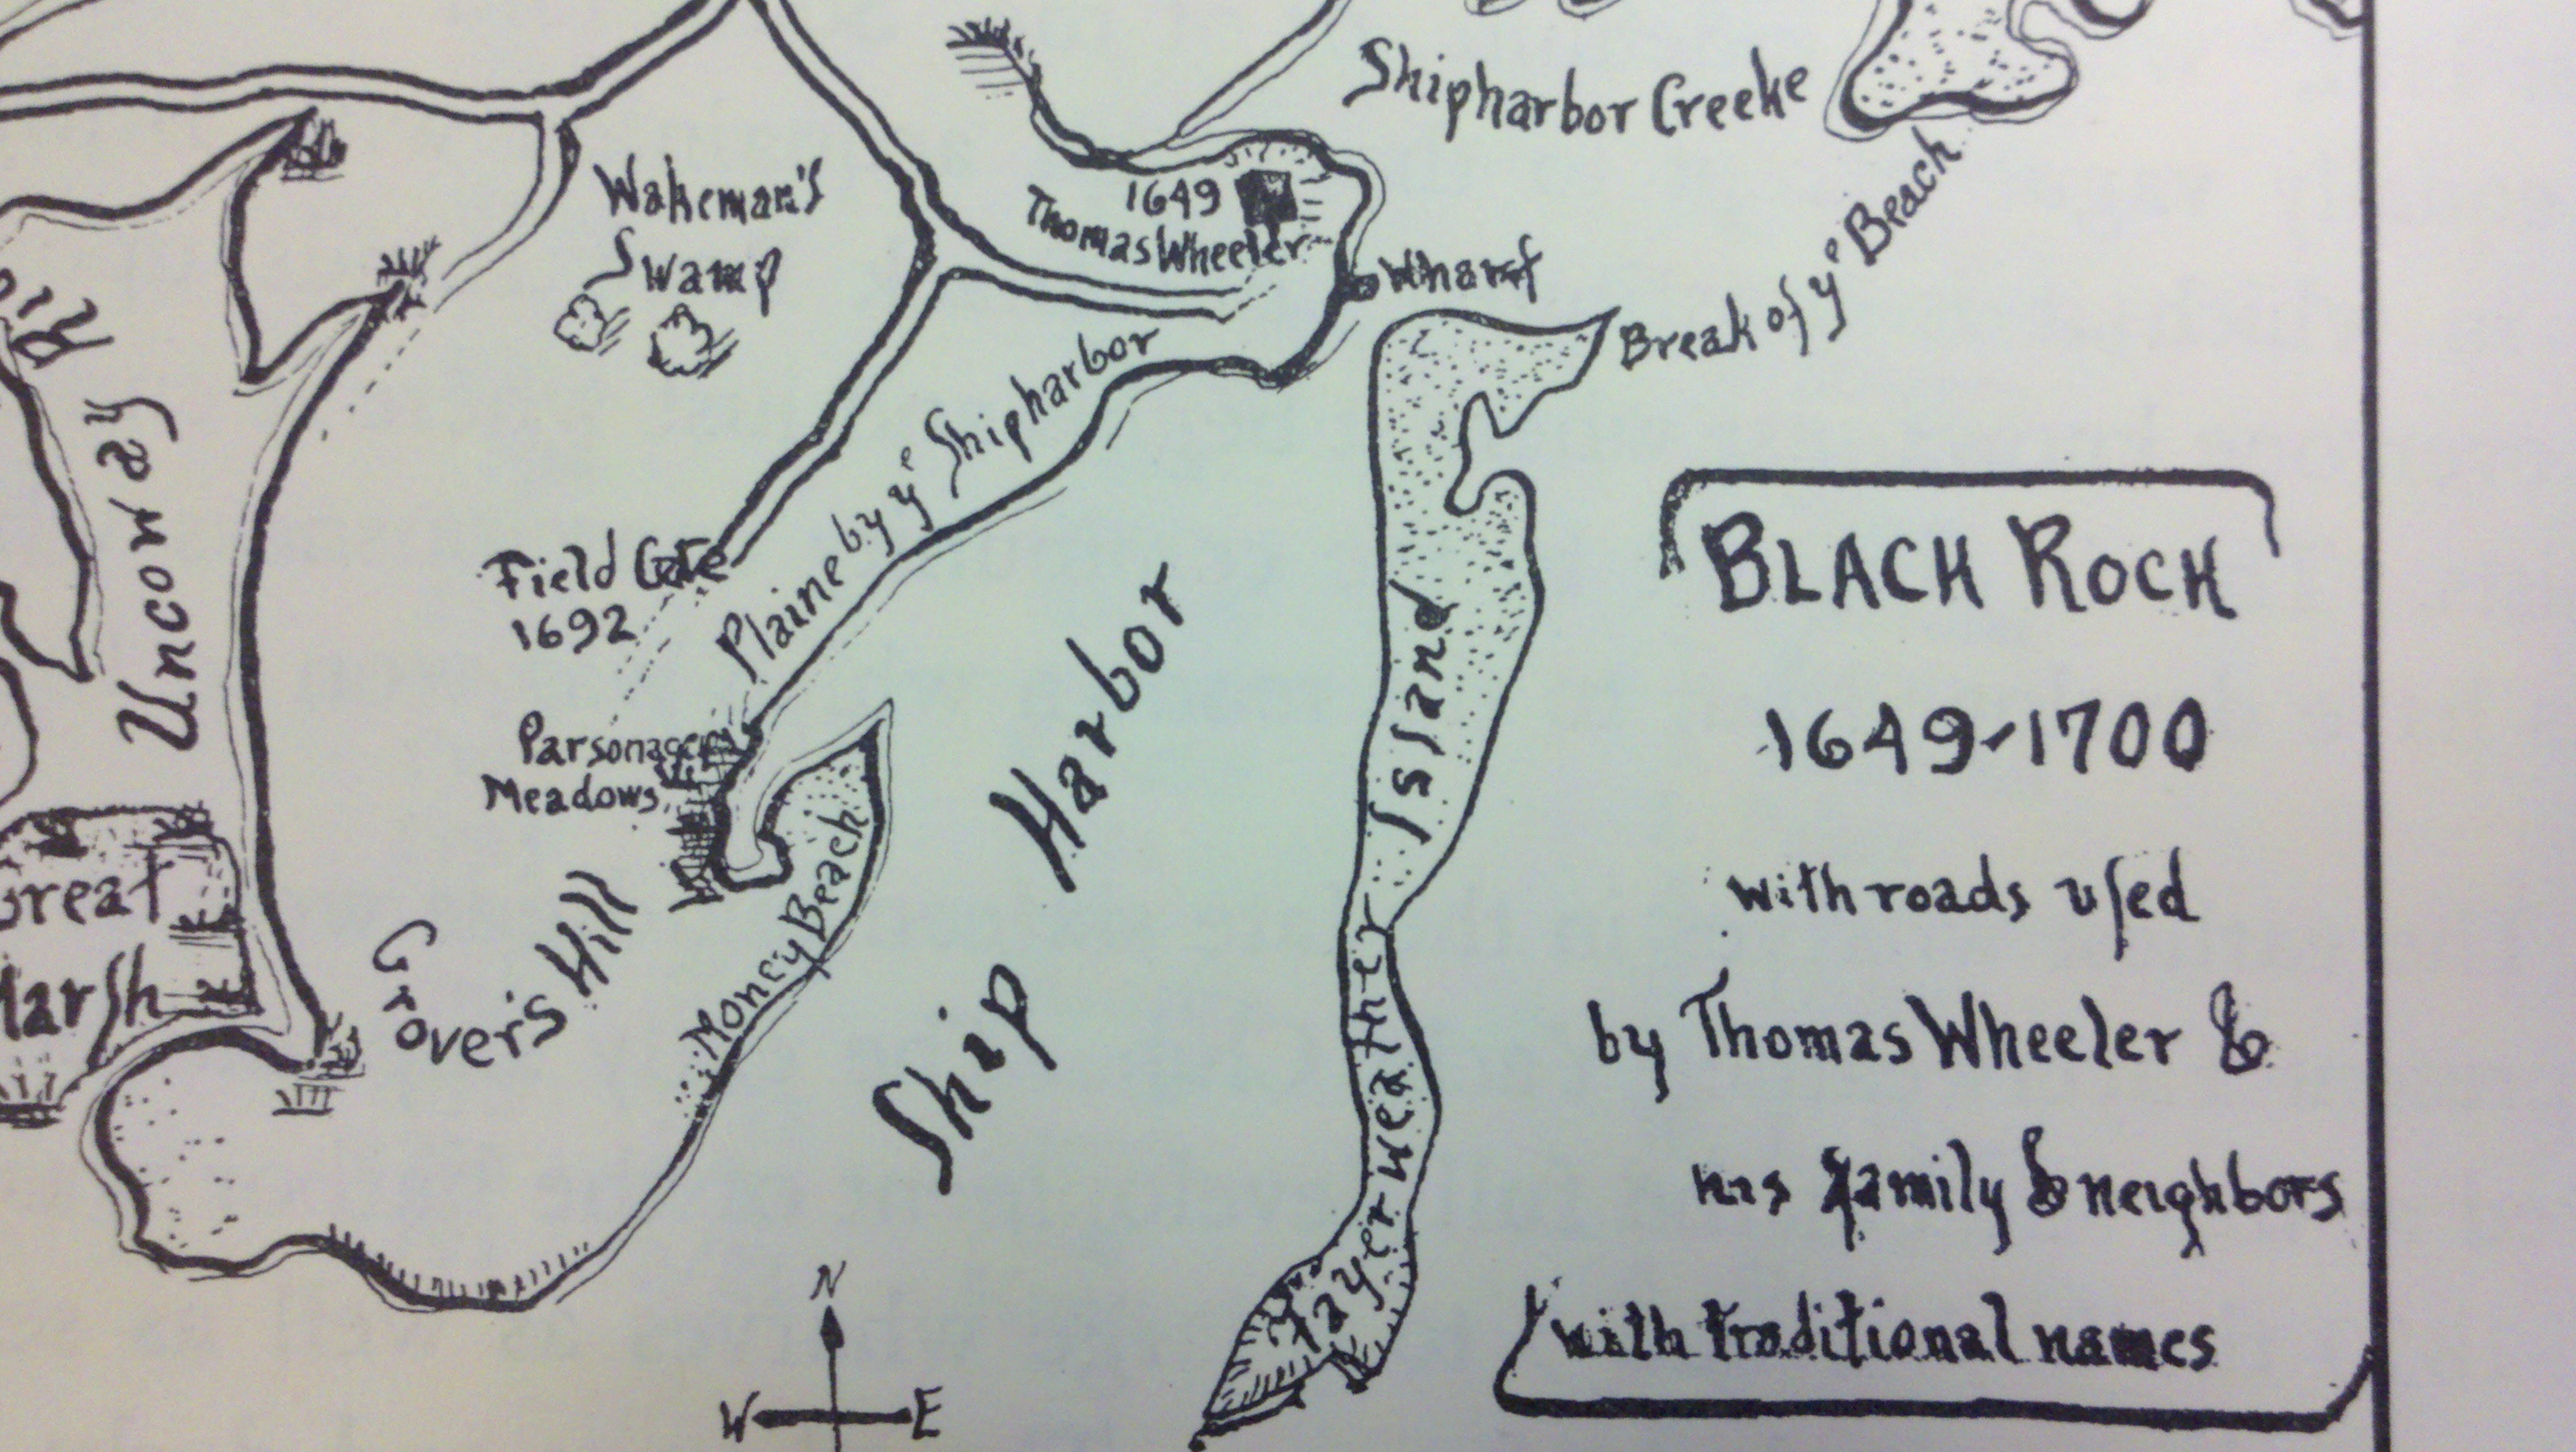 Shipharbor Creeke
Wakeman's
Swamp
1649
Thomas Wheeler
Wharf
Break of yᵉ Beach
Uncoway
Plaine by yᵉ Shipharbor
Field Gate
1692
Parsonage
Meadows
Great
Marſh
Grover's Hill
Money Beach
Ship Harbor
Fayerweather Island
N
W E
BLACK ROCK
1649-1700
with roads uſed
by Thomas Wheeler &
his family & neighbors
with traditional names